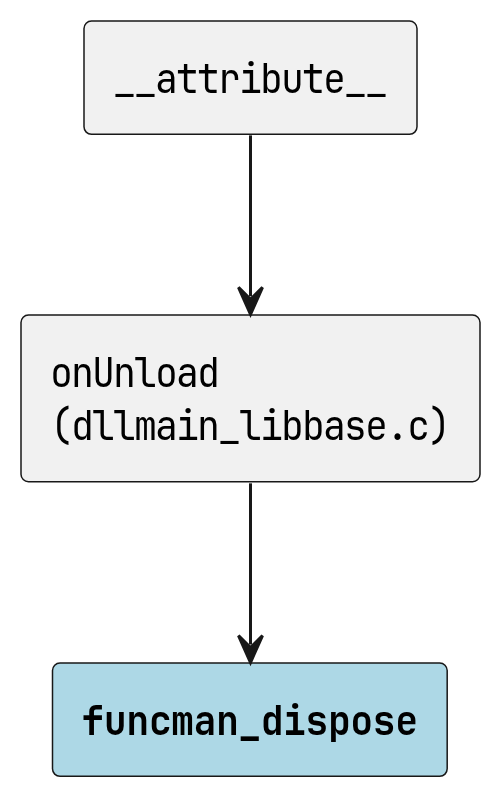 __attribute__
onUnload
(dllmain_libbase.c)
funcman_dispose